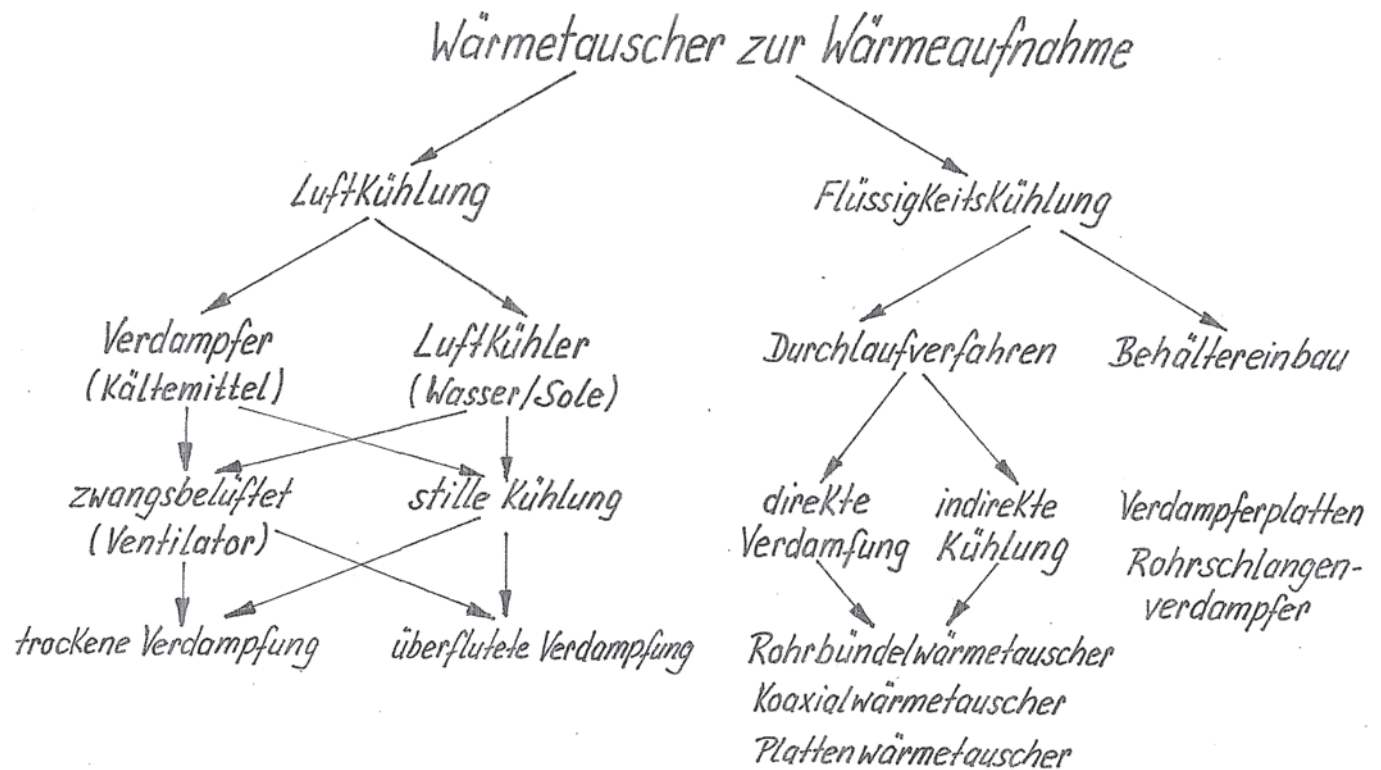 Wärmetauscher zur Wärmeaufnahme
Luftkühlung
Flüssigkeitskühlung
Verdampfer
(Kältemittel)
Luftkühler
(Wasser/Sole)
Durchlaufverfahren
Behältereinbau
zwangsbelüftet
(Ventilator)
stille Kühlung
direkte
Verdamfung
indirekte
Kühlung
Verdampferplatten
Rohrschlangen-
verdampfer
trockene Verdampfung
überflutete Verdampfung
Rohrbündelwärmetauscher
Koaxialwärmetauscher
Plattenwärmetauscher